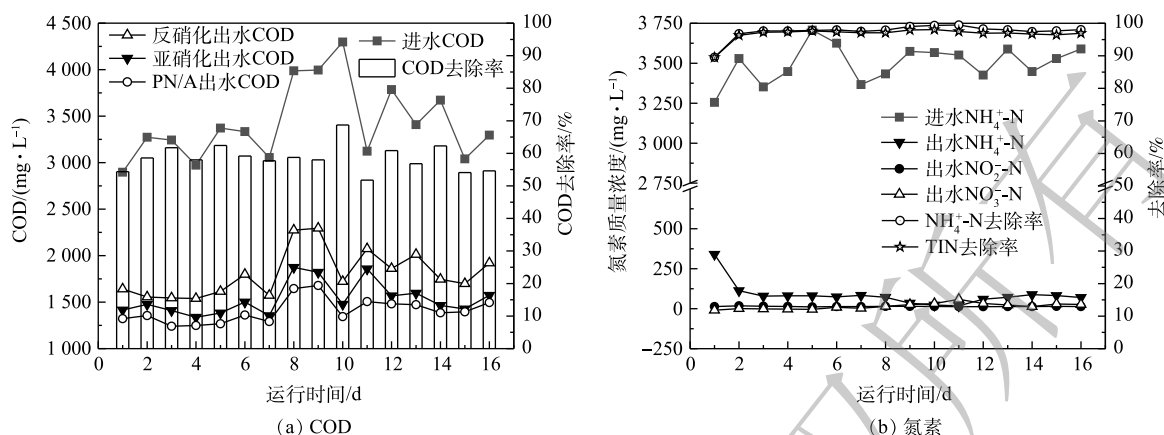 4 500
4 000
3 500
3 000
2 500
2 000
1 500
1 000
COD/(mg·L⁻¹)
反硝化出水COD
亚硝化出水COD
PN/A出水COD
进水COD
COD去除率
100
90
80
70
60
50
40
30
20
10
0
COD去除率/%
0 2 4 6 8 10 12 14 16
运行时间/d
(a) COD
3 750
3 500
3 250
3 000
2 750
500
250
0
−250
氮素质量浓度/(mg·L⁻¹)
进水NH₄⁺-N
出水NH₄⁺-N
出水NO₂⁻-N
出水NO₃⁻-N
NH₄⁺-N去除率
TIN去除率
100
90
80
70
60
50
40
30
20
10
0
去除率/%
0 2 4 6 8 10 12 14 16
运行时间/d
(b) 氮素
所有